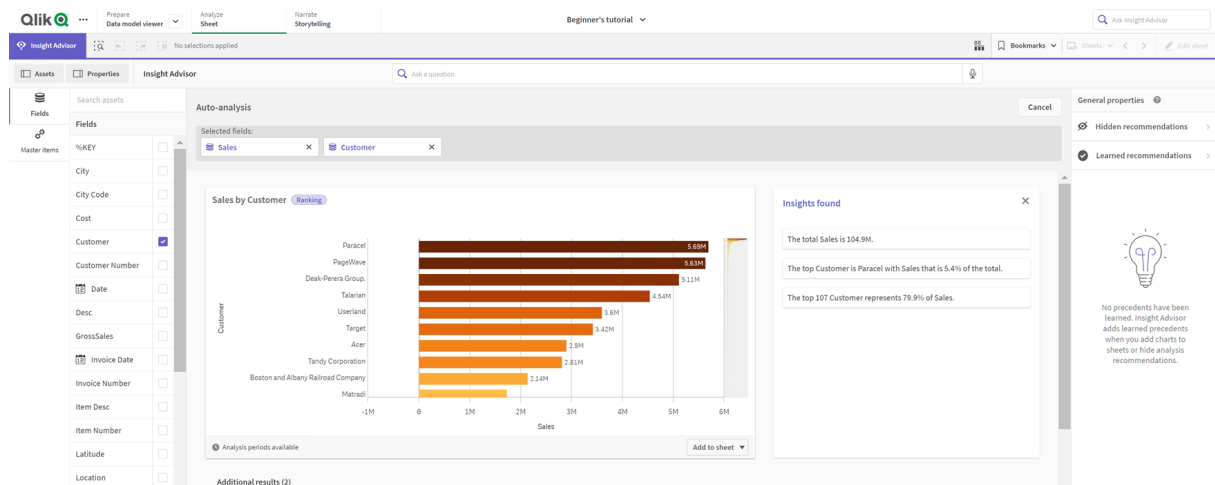 Qlik
Prepare
Data model viewer
Analyze
Sheet
Narrate
Storytelling
Beginner's tutorial
Ask Insight Advisor
Insight Advisor
No selections applied
Bookmarks
Sheets
Edit sheet
Assets
Properties
Insight Advisor
Ask a question
Fields
Master items
Search assets
Fields
%KEY
City
City Code
Cost
Customer
Customer Number
Date
Desc
GrossSales
Invoice Date
Invoice Number
Item Desc
Item Number
Latitude
Location
Auto-analysis
Cancel
Selected fields:
Sales
Customer
Sales by Customer Ranking
Customer
Paracel 5.69M
PageWave 5.63M
Deak-Perera Group. 5.11M
Talarian 4.54M
Userland 3.6M
Target 3.42M
Acer 2.9M
Tandy Corporation 2.81M
Boston and Albany Railroad Company 2.14M
Matradi
-1M 0 1M 2M 3M 4M 5M 6M
Sales
Analysis periods available
Add to sheet
Additional results (2)
Insights found
The total Sales is 104.9M.
The top Customer is Paracel with Sales that is 5.4% of the total.
The top 107 Customer represents 79.9% of Sales.
General properties
Hidden recommendations
Learned recommendations
No precedents have been
learned. Insight Advisor
adds learned precedents
when you add charts to
sheets or hide analysis
recommendations.